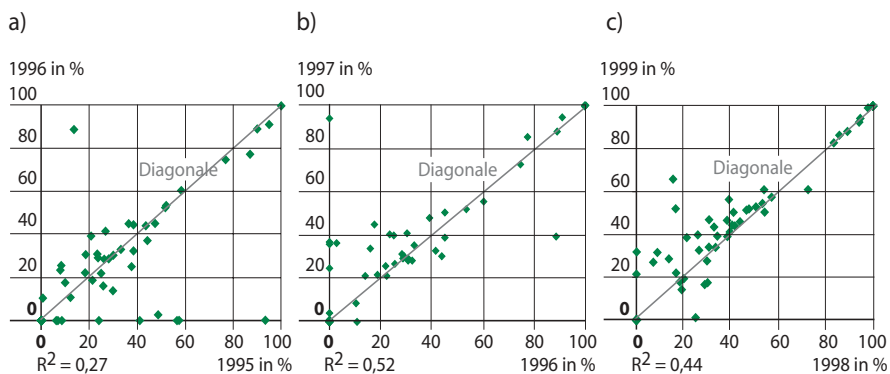 a)
1996 in %
100
80
60
40
20
0
Diagonale
0 20 40 60 80 100
R² = 0,27
1995 in %
b)
1997 in %
100
80
60
40
20
0
Diagonale
0 20 40 60 80 100
R² = 0,52
1996 in %
c)
1999 in %
100
80
60
40
20
0
Diagonale
0 20 40 60 80 100
R² = 0,44
1998 in %